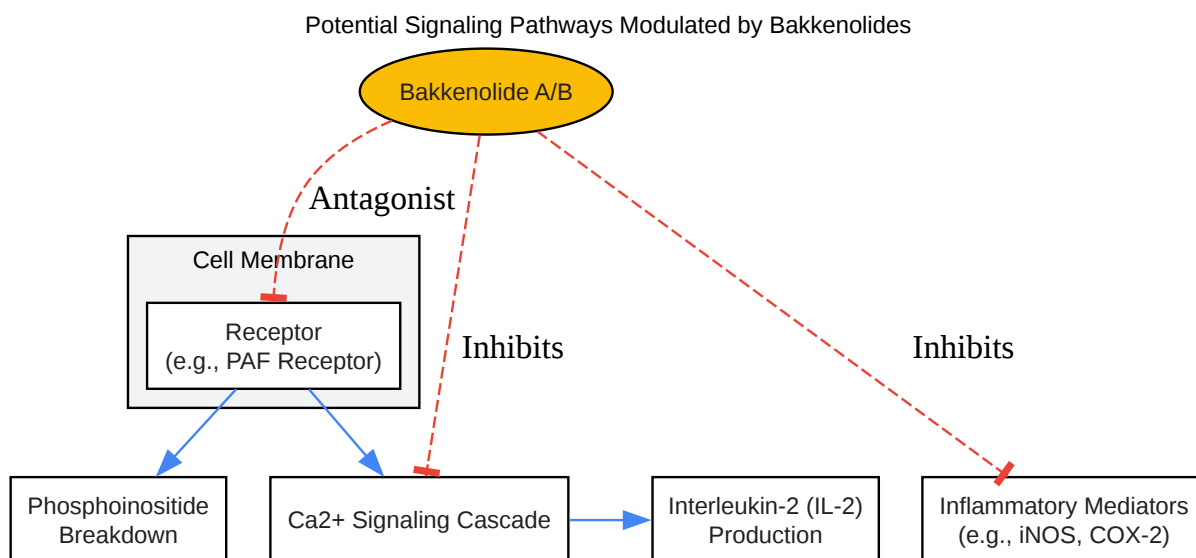 Potential Signaling Pathways Modulated by Bakkenolides
Bakkenolide A/B
Antagonist
Cell Membrane
Receptor
(e.g., PAF Receptor)
Inhibits
Inhibits
Phosphoinositide
Breakdown
Ca2+ Signaling Cascade
Interleukin-2 (IL-2)
Production
Inflammatory Mediators
(e.g., iNOS, COX-2)